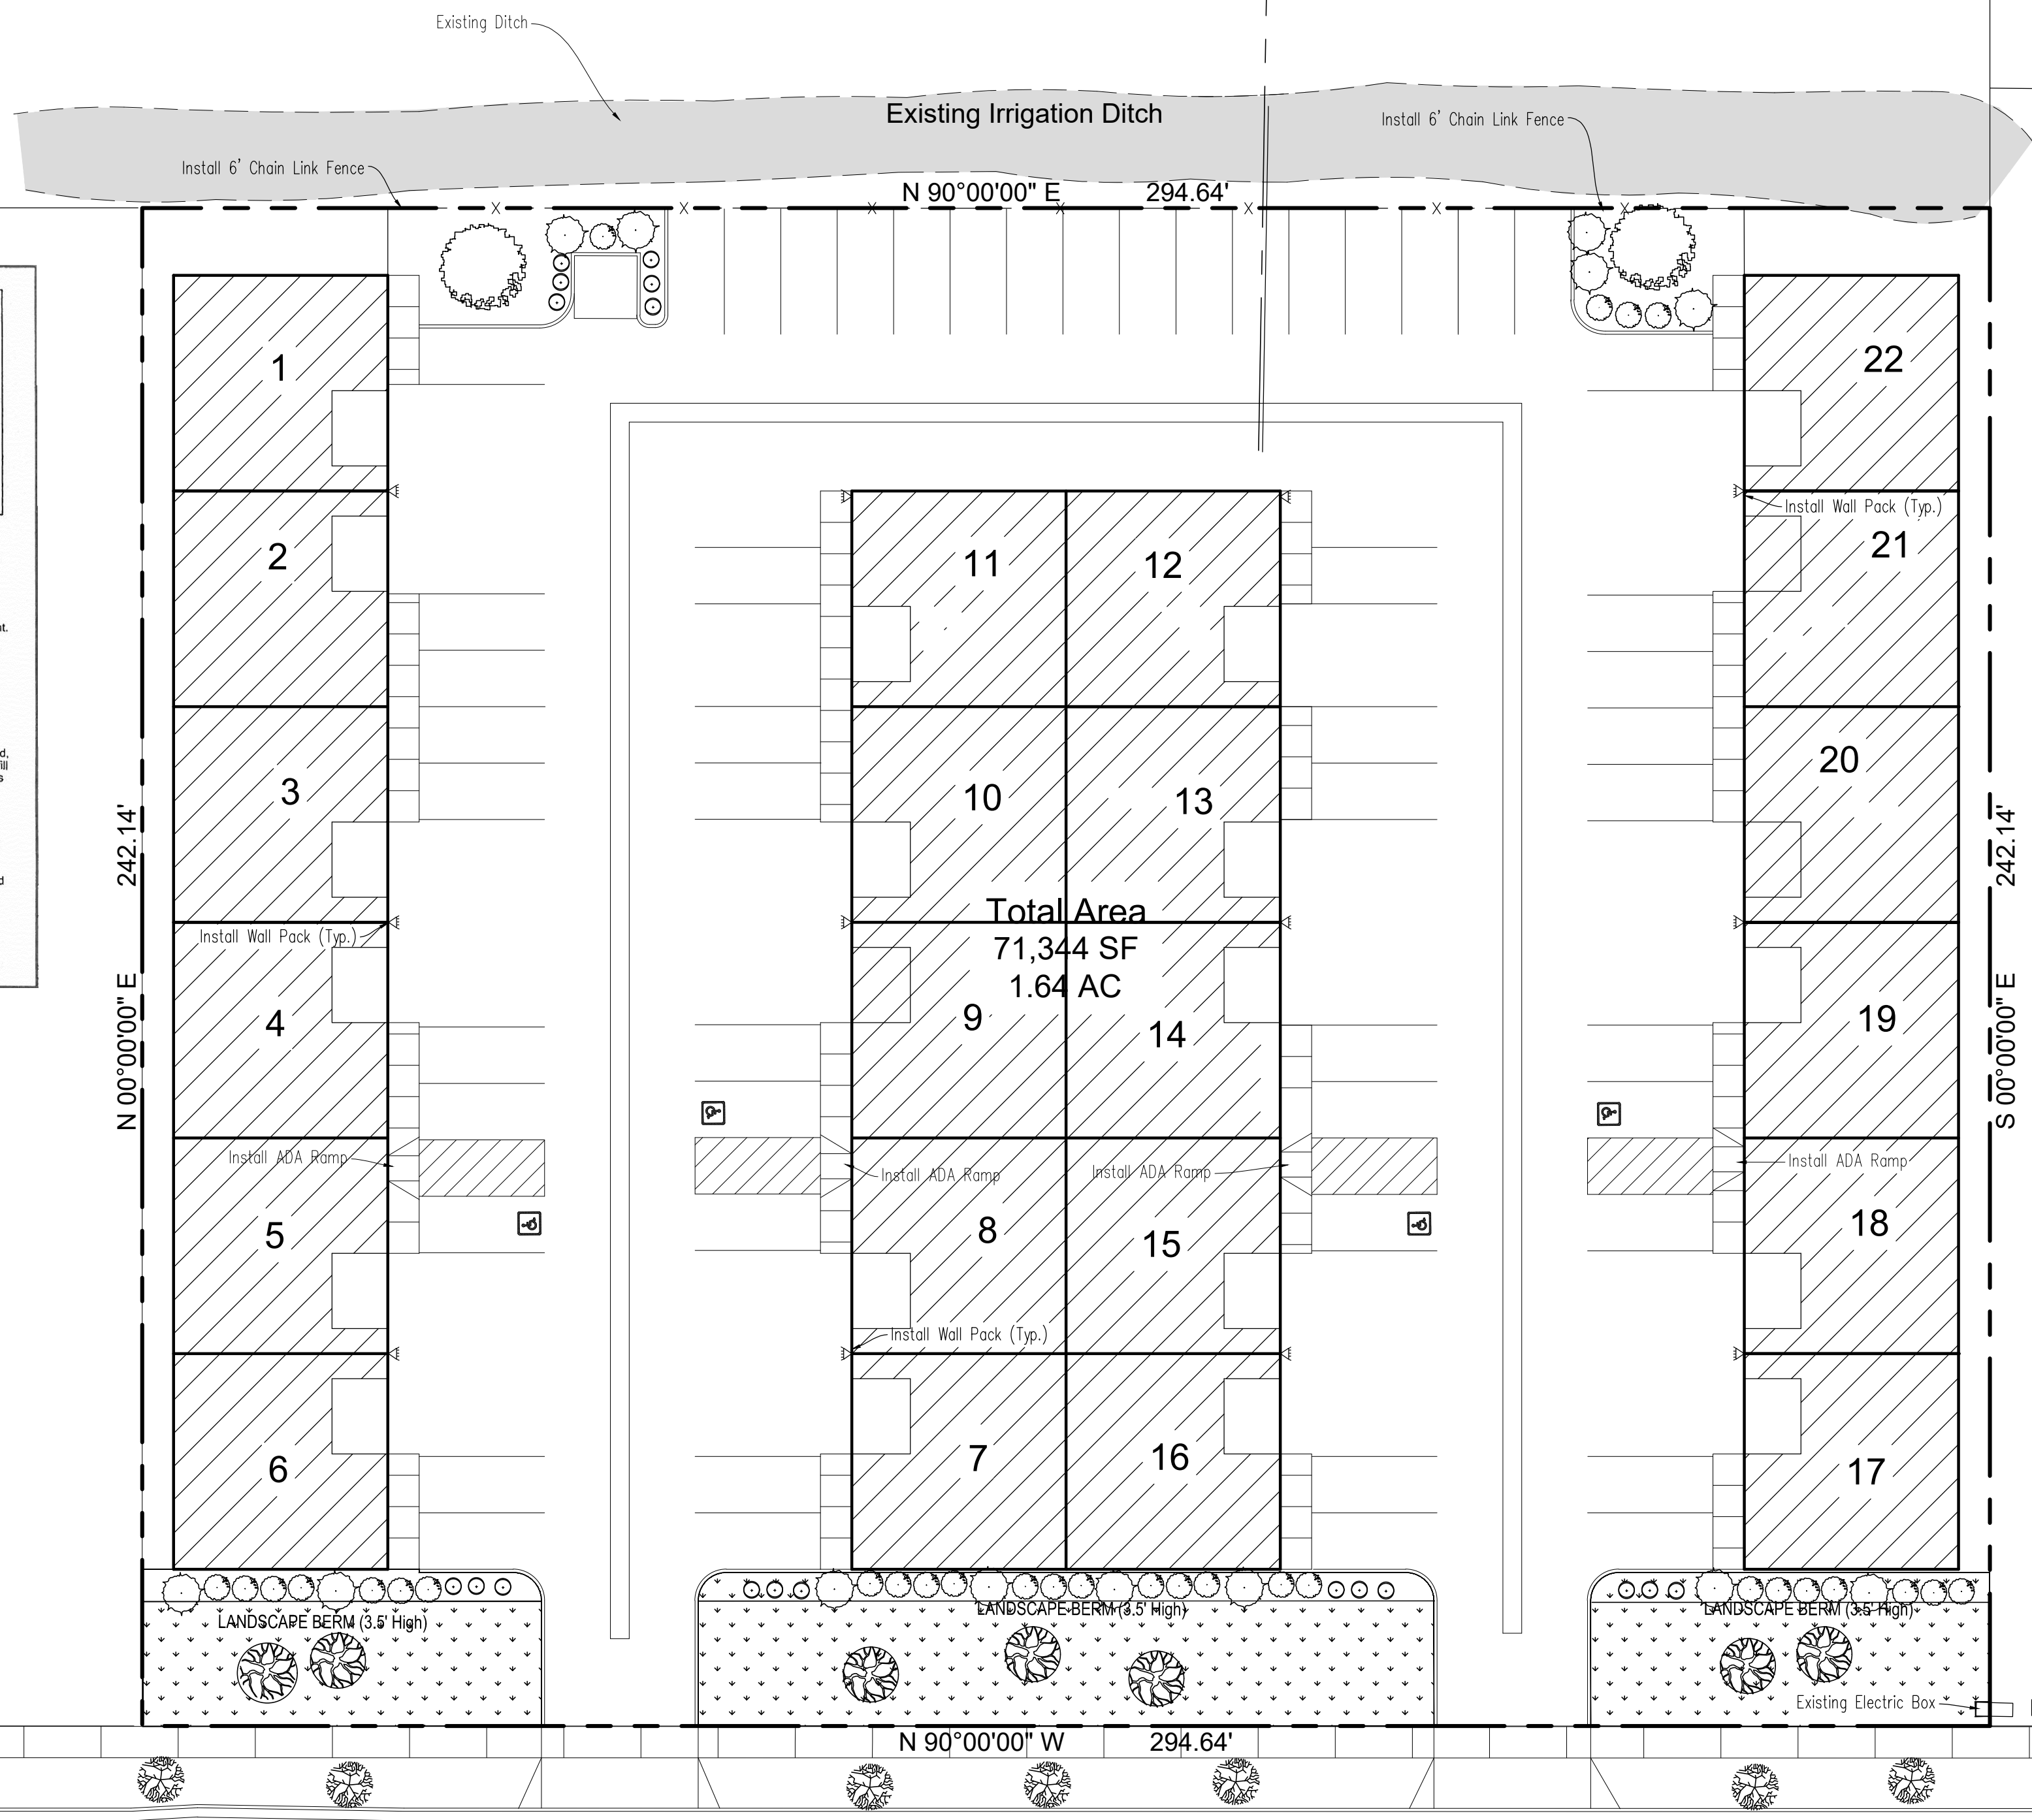 Existing Ditch
Existing Irrigation Ditch
Install 6' Chain Link Fence
Install 6' Chain Link Fence
N 90°00'00" E 294.64'
1
22
Install Wall Pack (Typ.)
2
11
12
21
nt.
3
10
13
20
d,
ill
s
N 00°00'00" E 242.14'
S 00°00'00" E 242.14'
d
Total Area
71,344 SF
1.64 AC
Install Wall Pack (Typ.)
4
9
14
19
Install ADA Ramp
Install ADA Ramp
Install ADA Ramp
Install ADA Ramp
5
8
15
18
Install Wall Pack (Typ.)
6
7
16
17
LANDSCAPE BERM (3.5' High)
LANDSCAPE BERM (3.5' High)
LANDSCAPE BERM (3.5' High)
Existing Electric Box
N 90°00'00" W 294.64'